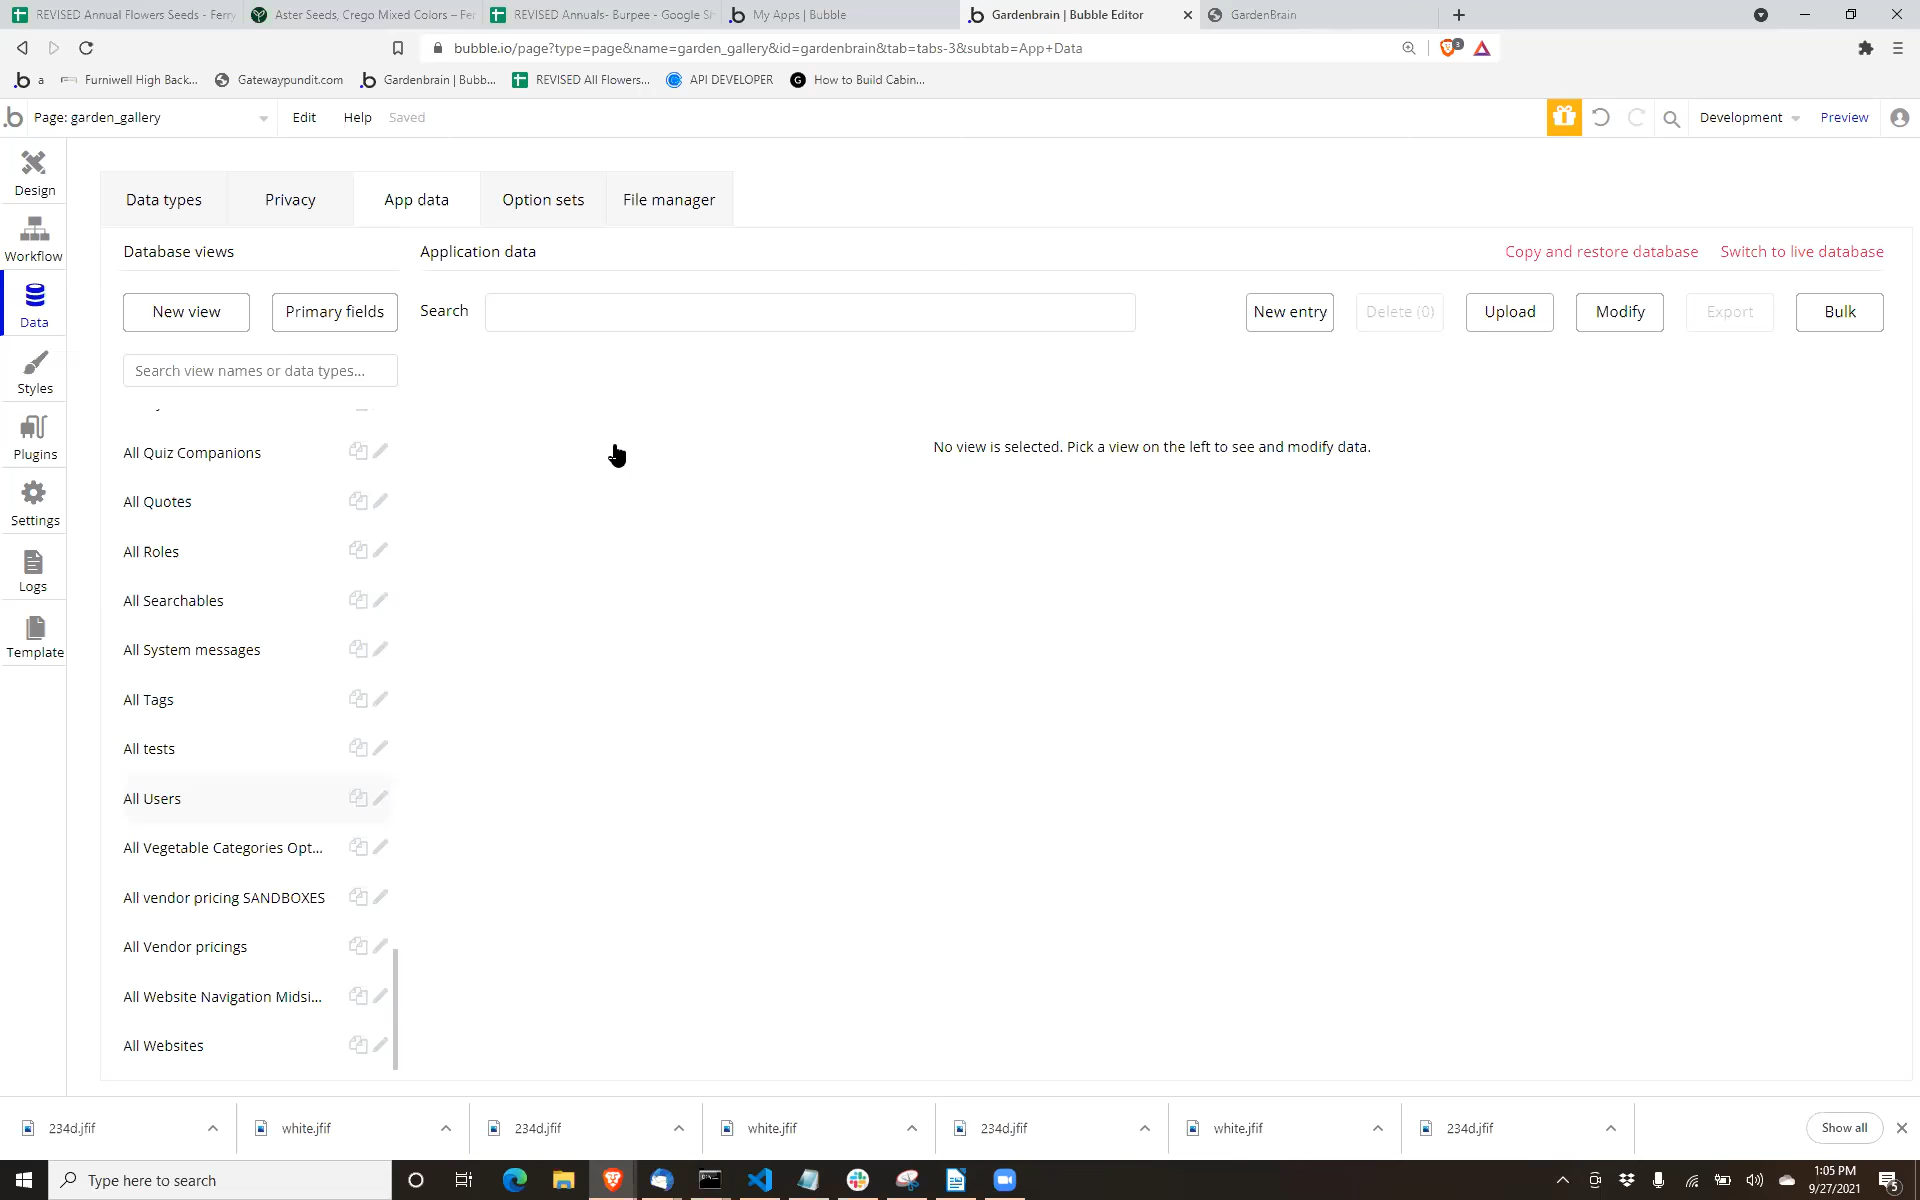 REVISED Annual Flowers Seeds - Ferry
Aster Seeds, Crego Mixed Colors – Fer
REVISED Annuals- Burpee - Google Sh
My Apps | Bubble
Gardenbrain | Bubble Editor
GardenBrain
bubble.io/page?type=page&name=garden_gallery&id=gardenbrain&tab=tabs-3&subtab=App+Data
3
a
Furniwell High Back...
Gatewaypundit.com
Gardenbrain | Bubb...
REVISED All Flowers...
API DEVELOPER
How to Build Cabin...
Page: garden_gallery
Edit
Help
Saved
Development
Preview
Design
Workflow
Data
Styles
Plugins
Settings
Logs
Template
Data types
Privacy
App data
Option sets
File manager
Database views
Application data
Copy and restore database
Switch to live database
New view
Primary fields
Search
New entry
Delete (0)
Upload
Modify
Export
Bulk
Search view names or data types...
No view is selected. Pick a view on the left to see and modify data.
All Quiz Companions
All Quotes
All Roles
All Searchables
All System messages
All Tags
All tests
All Users
All Vegetable Categories Opt...
All vendor pricing SANDBOXES
All Vendor pricings
All Website Navigation Midsi...
All Websites
234d.jfif
white.jfif
234d.jfif
white.jfif
234d.jfif
white.jfif
234d.jfif
Show all
Type here to search
1:05 PM
9/27/2021
5